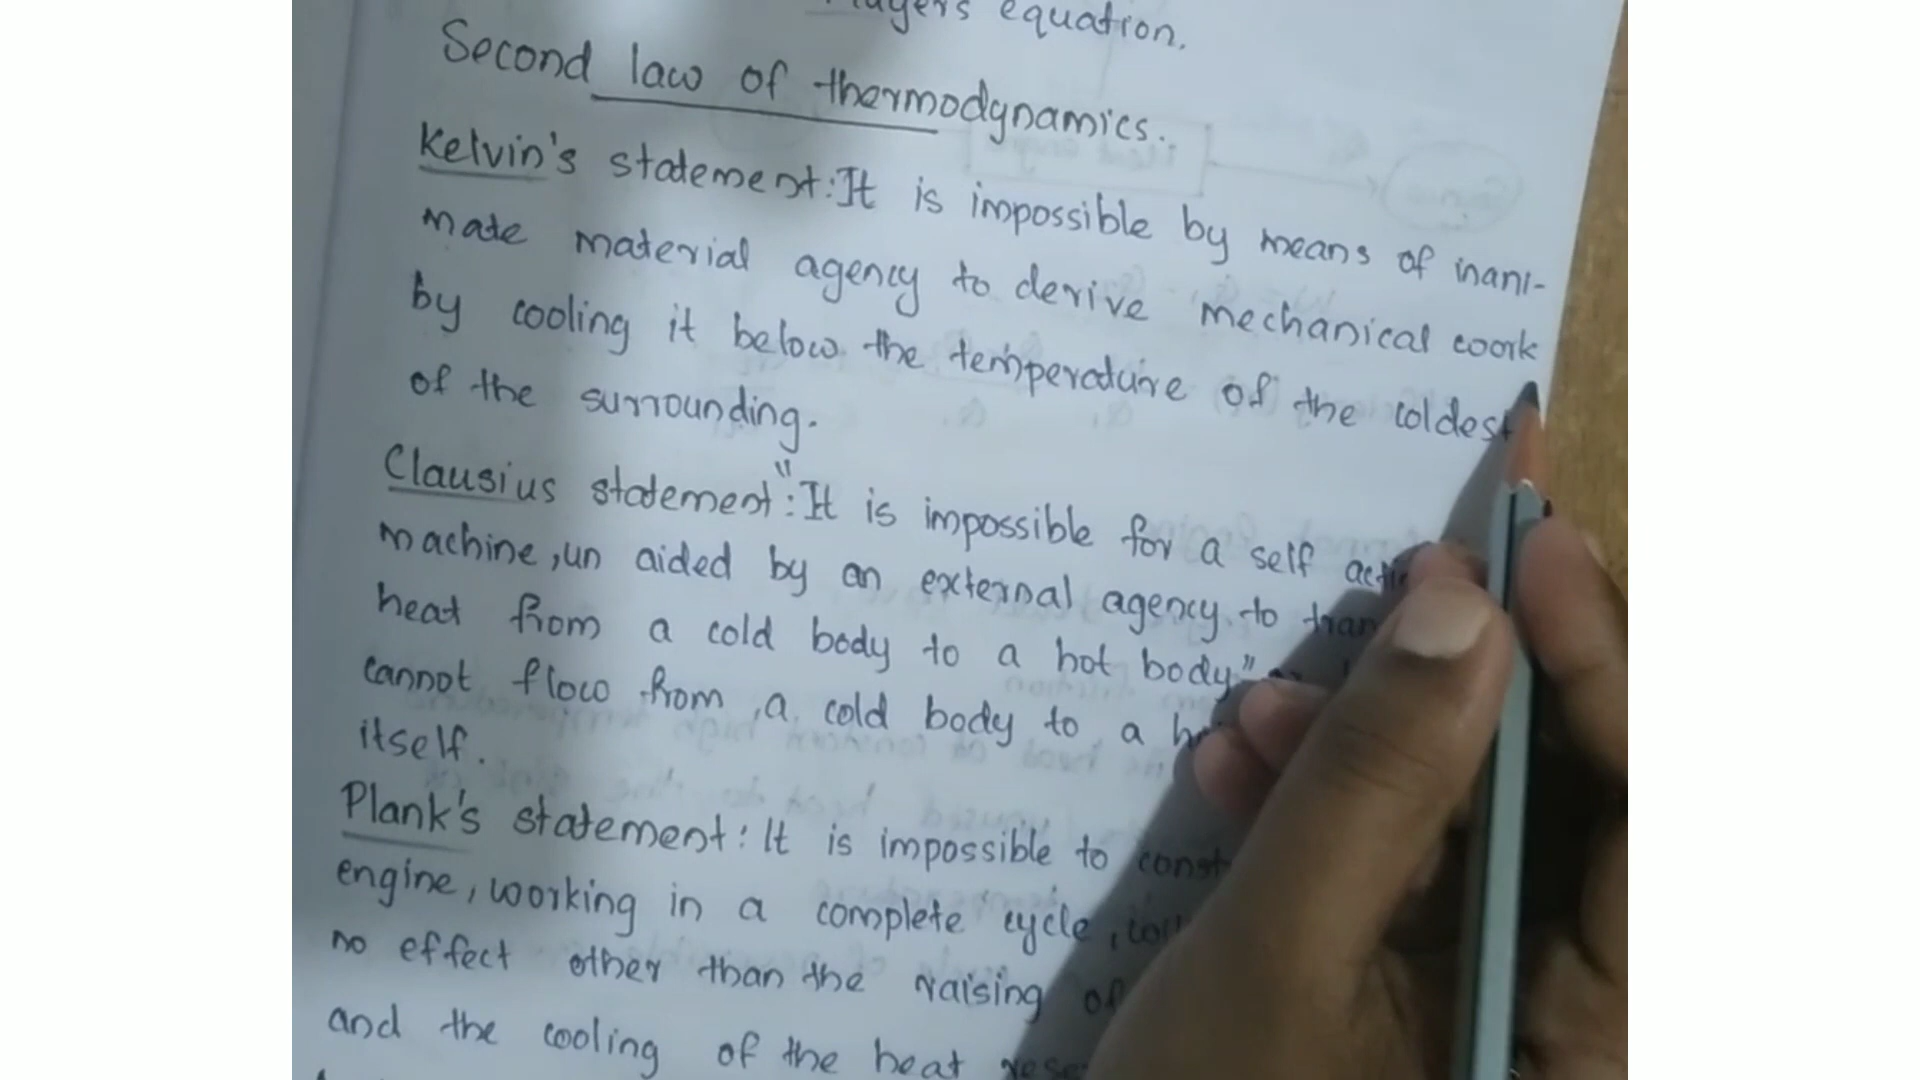 equation.
Second law of thermodynamics.
Kelvin's statement: It is impossible by means of inani-
mate material agency to derive mechanical work
by cooling it below the temperature of the coldest
of the surrounding.
Clausius statement: "It is impossible for a self
machine, un aided by an external agency to
heat from a cold body to a hot body"
cannot flow from a cold body to a
itself.
Plank's statement: It is impossible to
engine, working in a complete cycle,
no effect other than the raising of
and the cooling of the heat